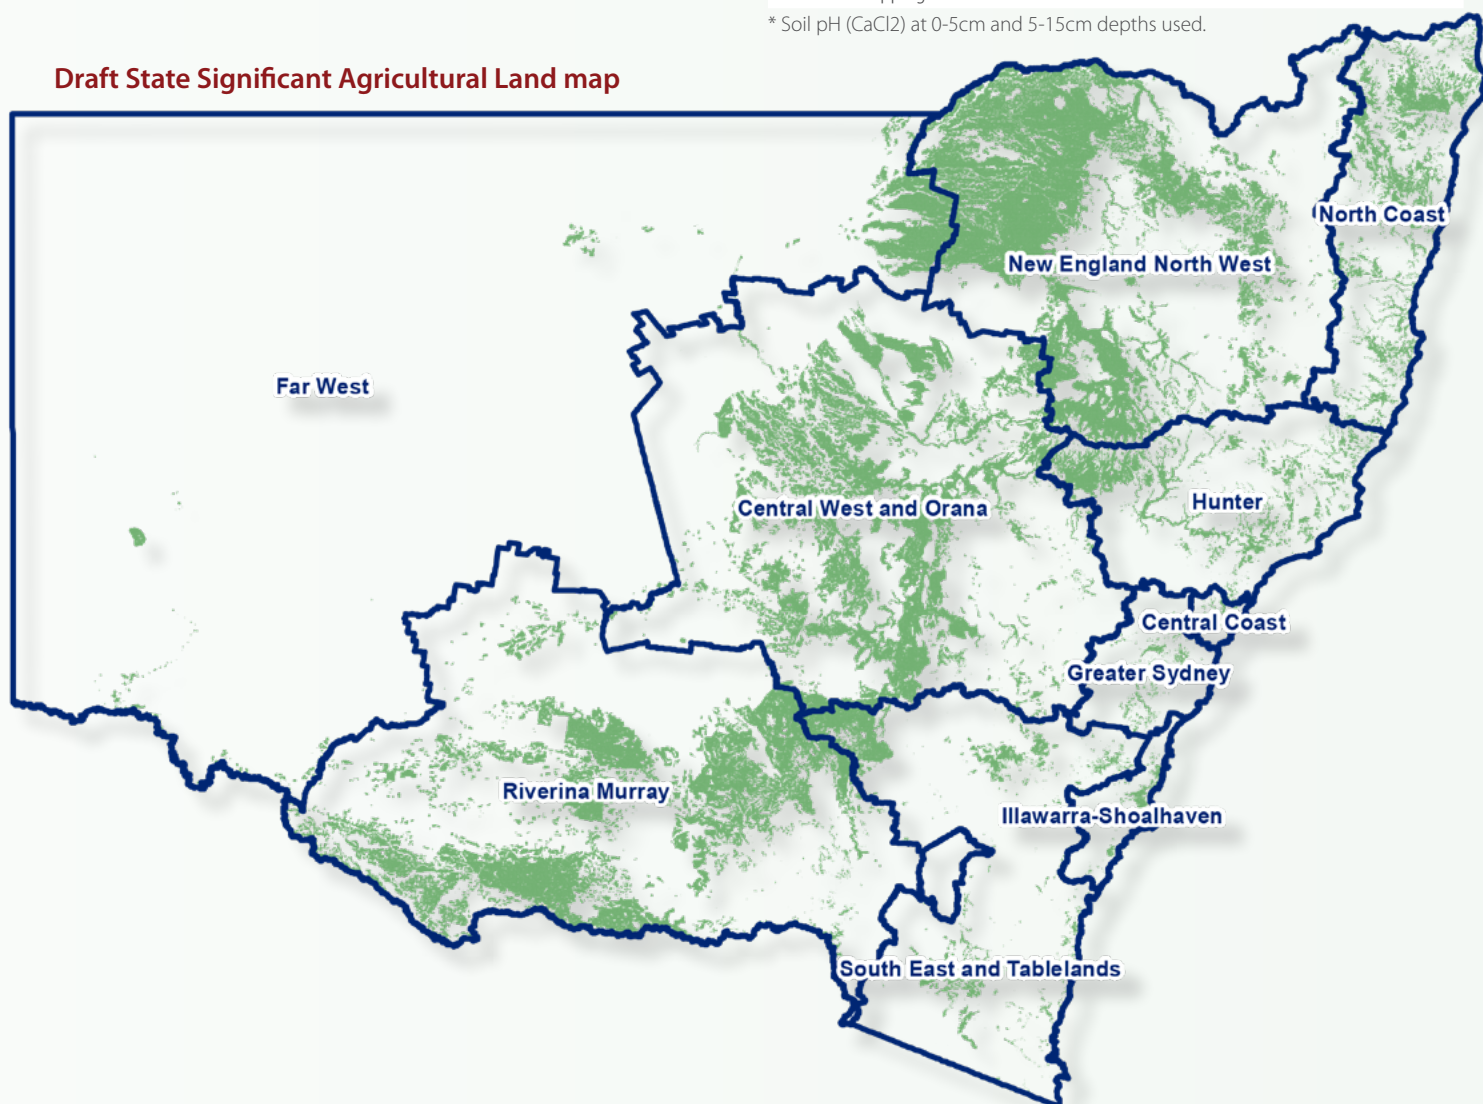 * Soil pH (CaCl2) at 0-5cm and 5-15cm depths used.
Draft State Significant Agricultural Land map
North Coast
New England North West
Far West
Hunter
Central West and Orana
Central Coast
Greater Sydney
Riverina Murray
Illawarra-Shoalhaven
South East and Tablelands